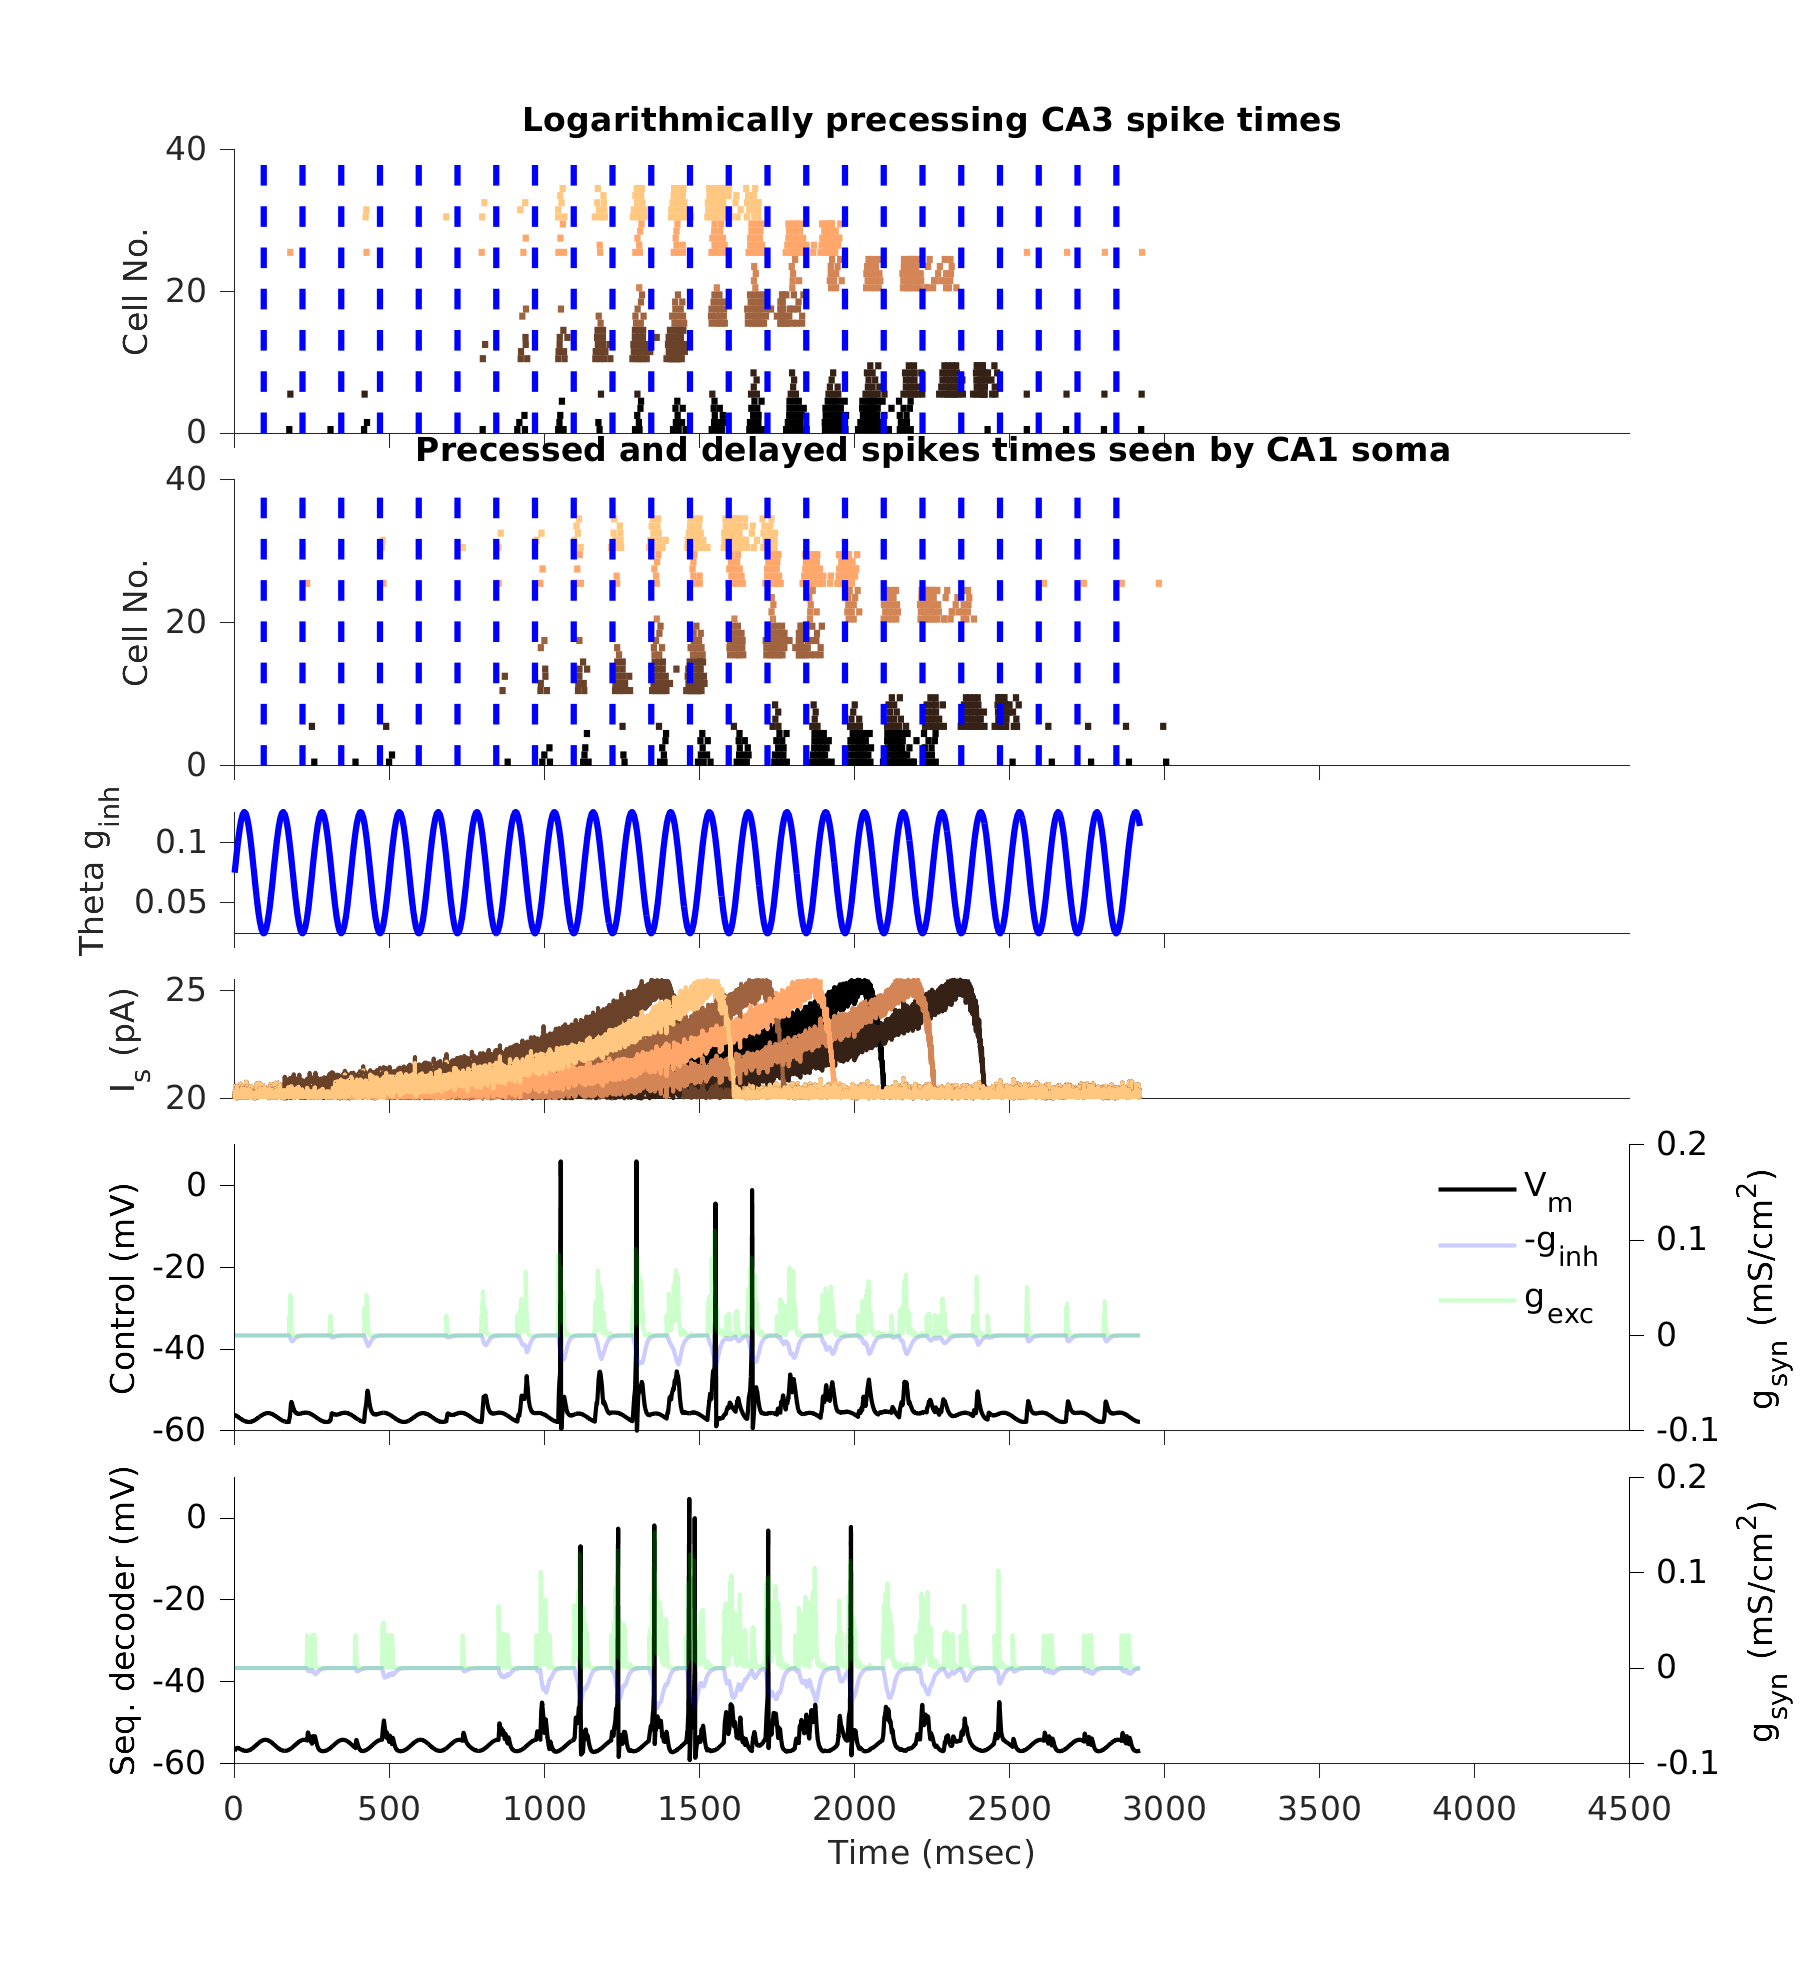 Logarithmically precessing CA3 spike times
40
20
0
Cell No.
Precessed and delayed spikes times seen by CA1 soma
40
20
0
Cell No.
0.1
0.05
Theta g_inh
25
20
I_s (pA)
0
-20
-40
-60
Control (mV)
V_m
-g_inh
g_exc
0.2
0.1
0
-0.1
g_syn (mS/cm^2)
0
-20
-40
-60
Seq. decoder (mV)
0.2
0.1
0
-0.1
g_syn (mS/cm^2)
0 500 1000 1500 2000 2500 3000 3500 4000 4500
Time (msec)